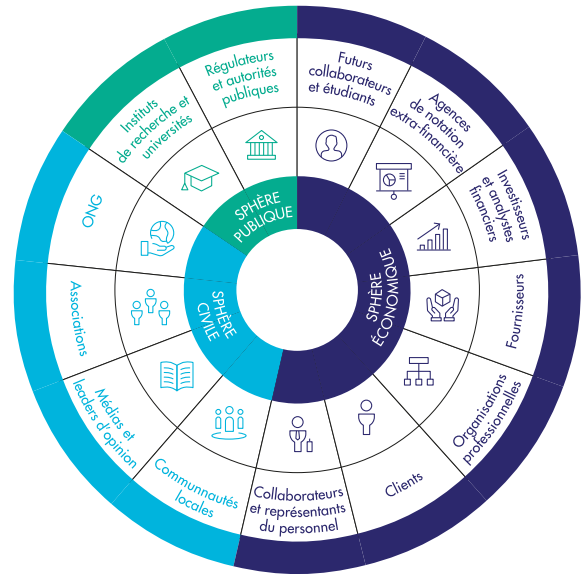 Régulateurs
et autorités
publiques
Futurs
collaborateurs
et étudiants
Agences
de notation
extra-financière
Investisseurs
et analystes
financiers
Fournisseurs
Organisations
professionnelles
Clients
Collaborateurs
et représentants
du personnel
Communnautés
locales
Médias et
leaders d'opinion
Associations
ONG
Instituts
de recherche et
universités
SPHÈRE
PUBLIQUE
SPHÈRE
ÉCONOMIQUE
SPHÈRE
CIVILE